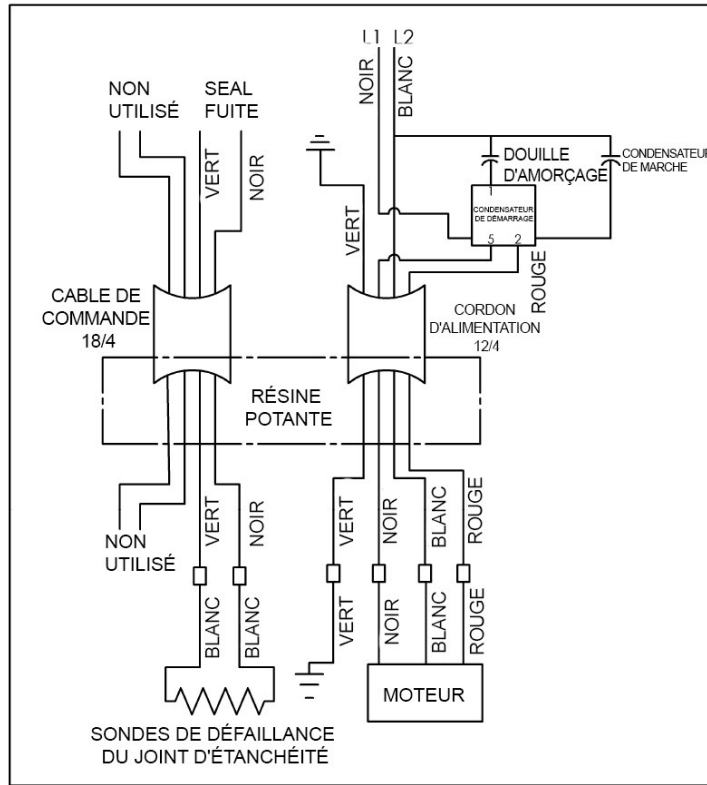 L1 L2
NON
UTILISÉ
SEAL
FUITE
VERT
NOIR
NOIR
BLANC
DOUILLE
D'AMORÇAGE
CONDENSATEUR
DE MARCHE
1
CONDENSATEUR
DE DÉMARRAGE
5 2
VERT
ROUGE
CABLE DE
COMMANDE
18/4
CORDON
D'ALIMENTATION
12/4
RÉSINE
POTANTE
NON
UTILISÉ
VERT
NOIR
VERT
NOIR
BLANC
ROUGE
BLANC
BLANC
VERT
NOIR
BLANC
ROUGE
MOTEUR
SONDES DE DÉFAILLANCE
DU JOINT D'ÉTANCHÉITÉ